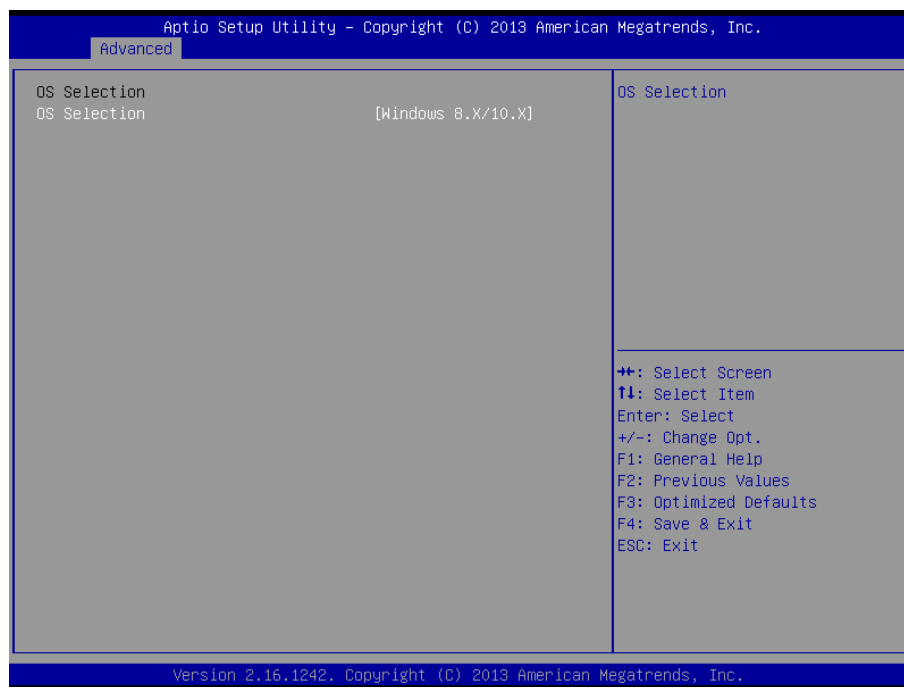 Aptio Setup Utility – Copyright (C) 2013 American Megatrends, Inc.
Advanced
OS Selection
OS Selection [Windows 8.X/10.X]
OS Selection
→←: Select Screen
↑↓: Select Item
Enter: Select
+/-: Change Opt.
F1: General Help
F2: Previous Values
F3: Optimized Defaults
F4: Save & Exit
ESC: Exit
Version 2.16.1242. Copyright (C) 2013 American Megatrends, Inc.